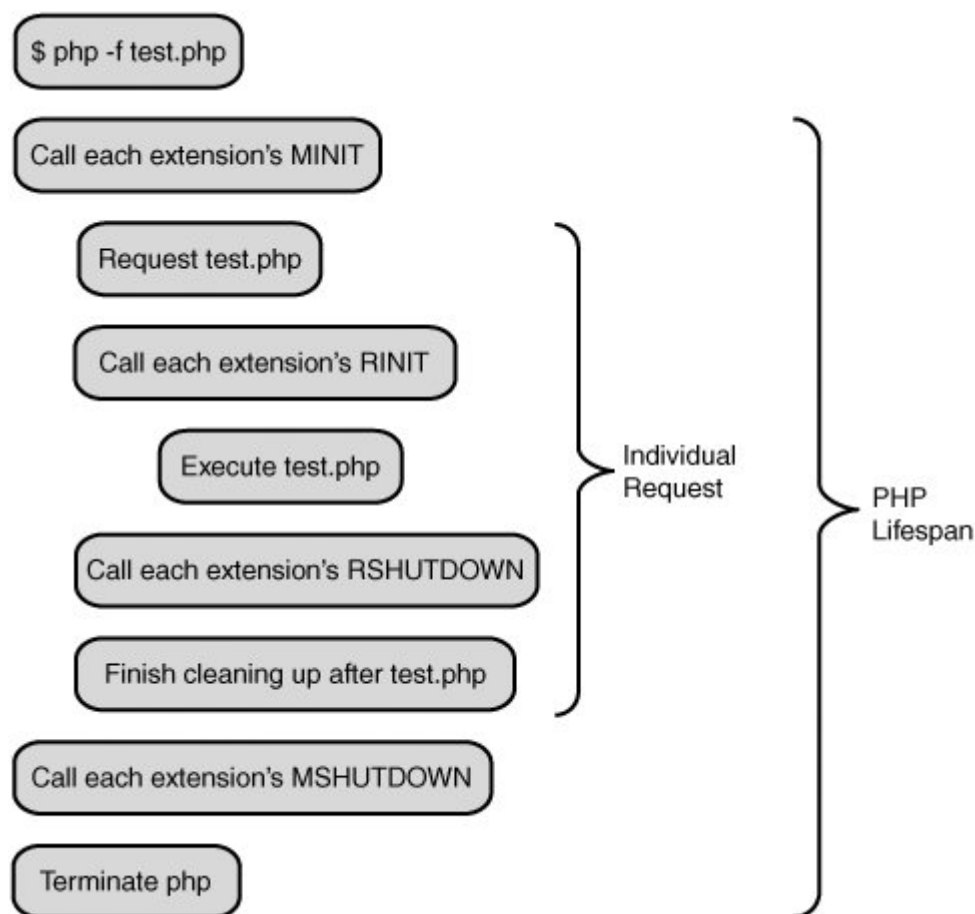 $ php -f test.php
Call each extension's MINIT
Request test.php
Call each extension's RINIT
Execute test.php
Call each extension's RSHUTDOWN
Finish cleaning up after test.php
Call each extension's MSHUTDOWN
Terminate php
Individual
Request
PHP
Lifespan